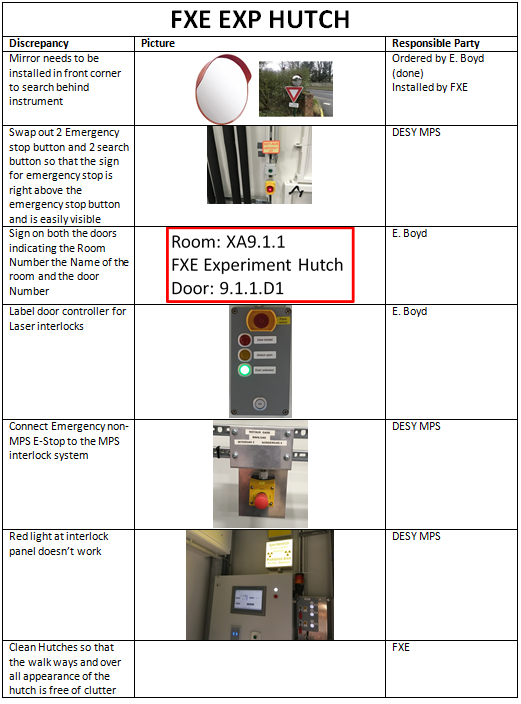 FXE EXP HUTCH
Discrepancy Picture Responsible Party
Mirror needs to be
installed in front corner
to search behind
instrument
Ordered by E. Boyd
(done)
Installed by FXE
Swap out 2 Emergency
stop button and 2 search
button so that the sign
for emergency stop is
right above the
emergency stop button
and is easily visible
DESY MPS
Sign on both the doors
indicating the Room
Number the Name of the
room and the door
Number
Room: XA9.1.1
FXE Experiment Hutch
Door: 9.1.1.D1
E. Boyd
Label door controller for
Laser interlocks
E. Boyd
Connect Emergency non-
MPS E-Stop to the MPS
interlock system
DESY MPS
Red light at interlock
panel doesn’t work
DESY MPS
Clean Hutches so that
the walk ways and over
all appearance of the
hutch is free of clutter
FXE